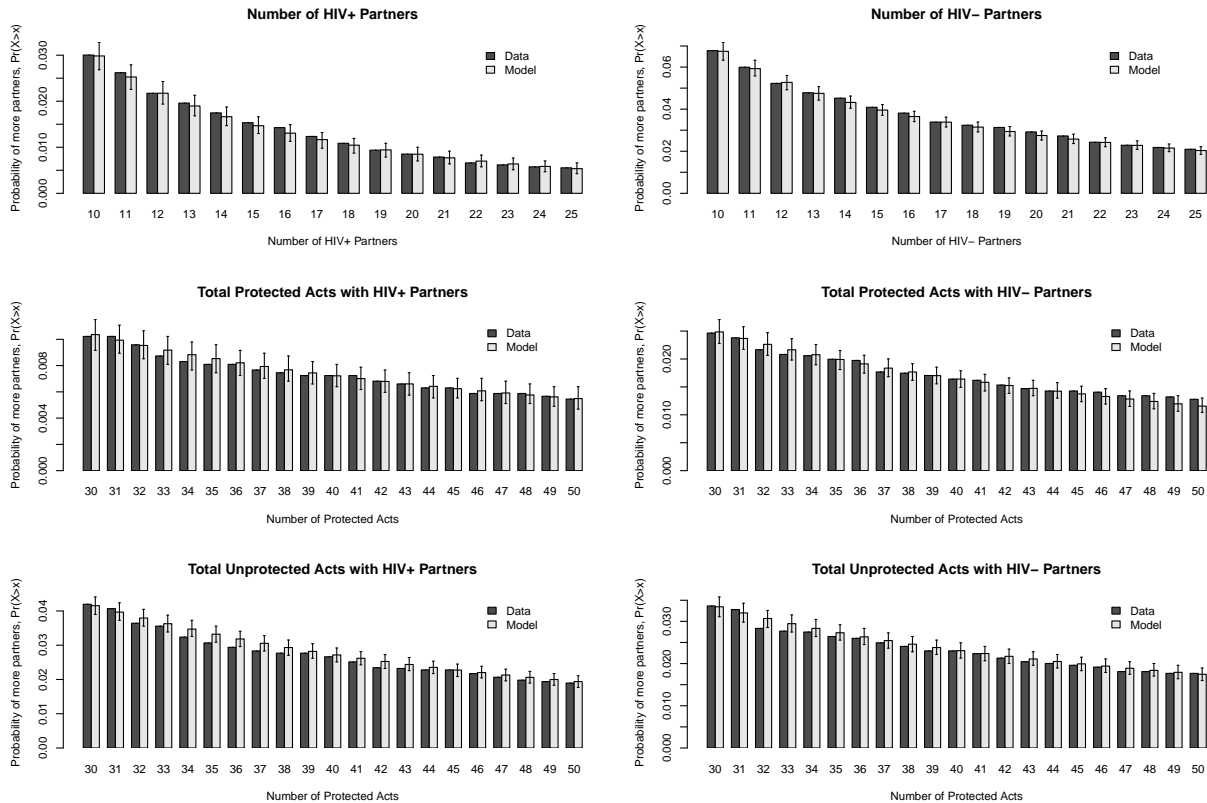 Number of HIV+ Partners
Probability of more partners, Pr(X>x)
0.000 0.010 0.020 0.030
Data
Model
10 11 12 13 14 15 16 17 18 19 20 21 22 23 24 25
Number of HIV+ Partners
Number of HIV− Partners
Probability of more partners, Pr(X>x)
0.00 0.02 0.04 0.06
Data
Model
10 11 12 13 14 15 16 17 18 19 20 21 22 23 24 25
Number of HIV− Partners
Total Protected Acts with HIV+ Partners
Probability of more partners, Pr(X>x)
0.000 0.004 0.008
Data
Model
30 31 32 33 34 35 36 37 38 39 40 41 42 43 44 45 46 47 48 49 50
Number of Protected Acts
Total Protected Acts with HIV− Partners
Probability of more partners, Pr(X>x)
0.000 0.010 0.020
Data
Model
30 31 32 33 34 35 36 37 38 39 40 41 42 43 44 45 46 47 48 49 50
Number of Protected Acts
Total Unprotected Acts with HIV+ Partners
Probability of more partners, Pr(X>x)
0.00 0.01 0.02 0.03 0.04
Data
Model
30 31 32 33 34 35 36 37 38 39 40 41 42 43 44 45 46 47 48 49 50
Number of Protected Acts
Total Unprotected Acts with HIV− Partners
Probability of more partners, Pr(X>x)
0.000 0.010 0.020 0.030
Data
Model
30 31 32 33 34 35 36 37 38 39 40 41 42 43 44 45 46 47 48 49 50
Number of Protected Acts